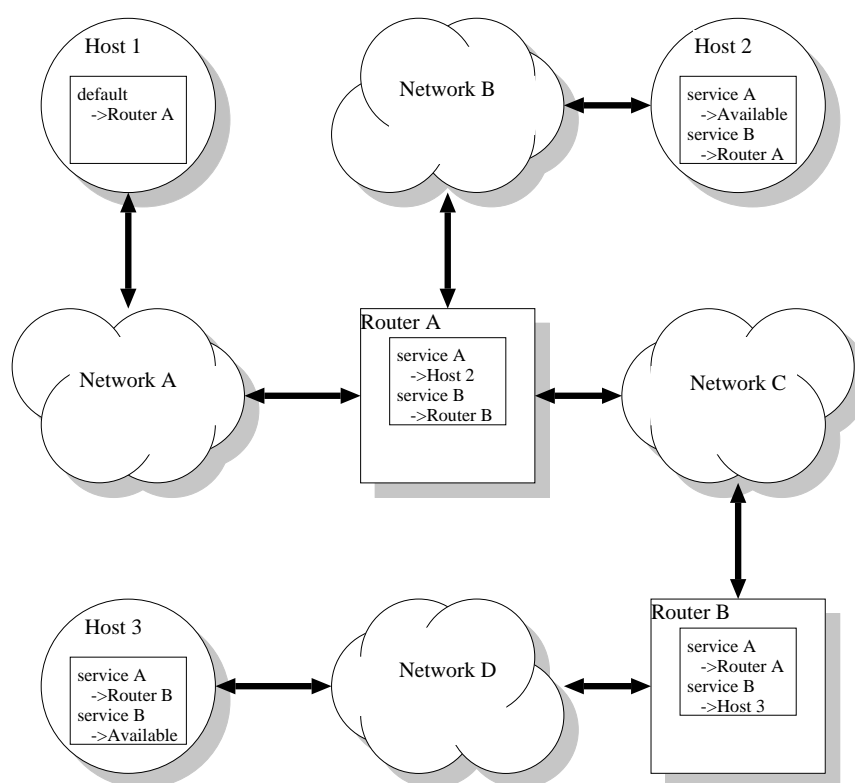 Host 1
default
->Router A
Network B
Host 2
service A
->Available
service B
->Router A
Network A
Router A
service A
->Host 2
service B
->Router B
Network C
Host 3
service A
->Router B
service B
->Available
Network D
Router B
service A
->Router A
service B
->Host 3